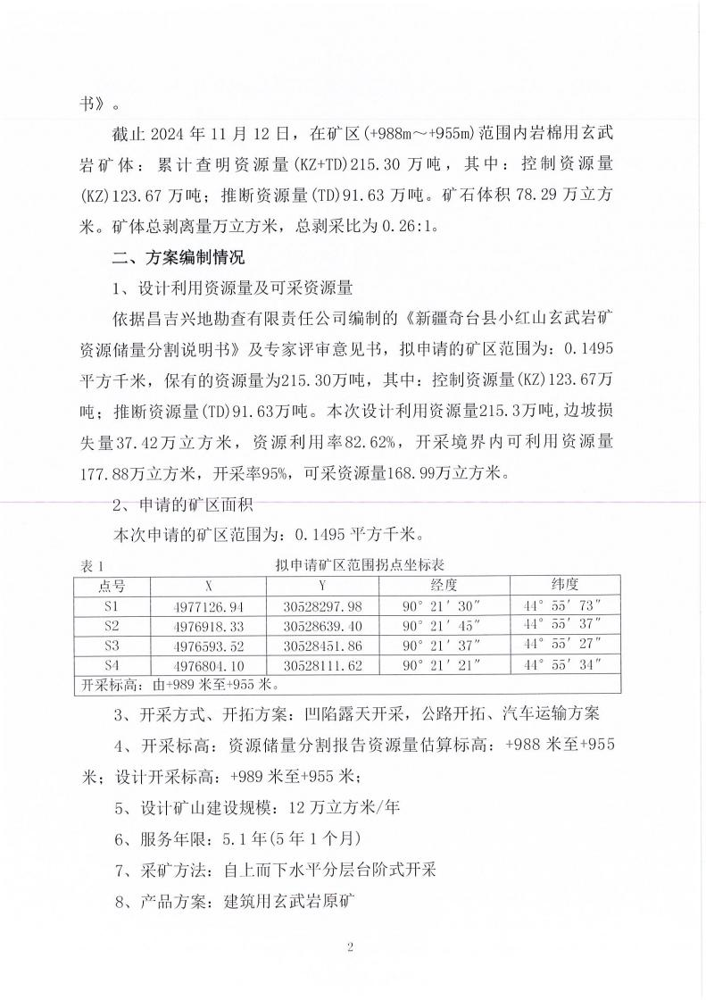 书》。
截止 2024 年 11 月 12 日，在矿区(+988m～+955m)范围内岩棉用玄武
岩矿体：累计查明资源量(KZ+TD)215.30 万吨，其中：控制资源量
(KZ)123.67 万吨；推断资源量(TD)91.63 万吨。矿石体积 78.29 万立方
米。矿体总剥离量万立方米，总剥采比为 0.26:1。
二、方案编制情况
1、设计利用资源量及可采资源量
依据昌吉兴地勘查有限责任公司编制的《新疆奇台县小红山玄武岩矿
资源储量分割说明书》及专家评审意见书，拟申请的矿区范围为：0.1495
平方千米，保有的资源量为215.30万吨，其中：控制资源量(KZ)123.67万
吨；推断资源量(TD)91.63万吨。本次设计利用资源量215.3万吨,边坡损
失量37.42万立方米，资源利用率82.62%，开采境界内可利用资源量
177.88万立方米，开采率95%，可采资源量168.99万立方米。
2、申请的矿区面积
本次申请的矿区范围为：0.1495 平方千米。
表 1 拟申请矿区范围拐点坐标表
点号 X Y 经度 纬度
S1 4977126.94 30528297.98 90° 21′ 30″ 44° 55′ 73″
S2 4976918.33 30528639.40 90° 21′ 45″ 44° 55′ 37″
S3 4976593.52 30528451.86 90° 21′ 37″ 44° 55′ 27″
S4 4976804.10 30528111.62 90° 21′ 21″ 44° 55′ 34″
开采标高：由+989 米至+955 米。
3、开采方式、开拓方案：凹陷露天开采，公路开拓、汽车运输方案
4、开采标高：资源储量分割报告资源量估算标高：+988 米至+955
米；设计开采标高：+989 米至+955 米；
5、设计矿山建设规模：12 万立方米/年
6、服务年限：5.1 年(5 年 1 个月)
7、采矿方法：自上而下水平分层台阶式开采
8、产品方案：建筑用玄武岩原矿
2